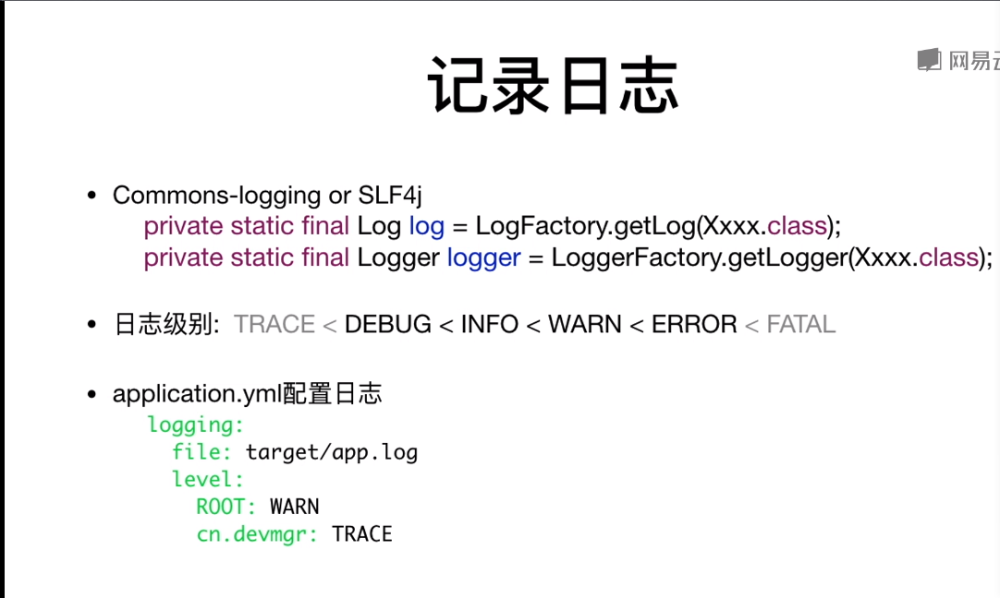 记录日志
网易云
• Commons-logging or SLF4j
private static final Log log = LogFactory.getLog(Xxxx.class);
private static final Logger logger = LoggerFactory.getLogger(Xxxx.class);
• 日志级别: TRACE < DEBUG < INFO < WARN < ERROR < FATAL
• application.yml配置日志
logging:
file: target/app.log
level:
ROOT: WARN
cn.devmgr: TRACE